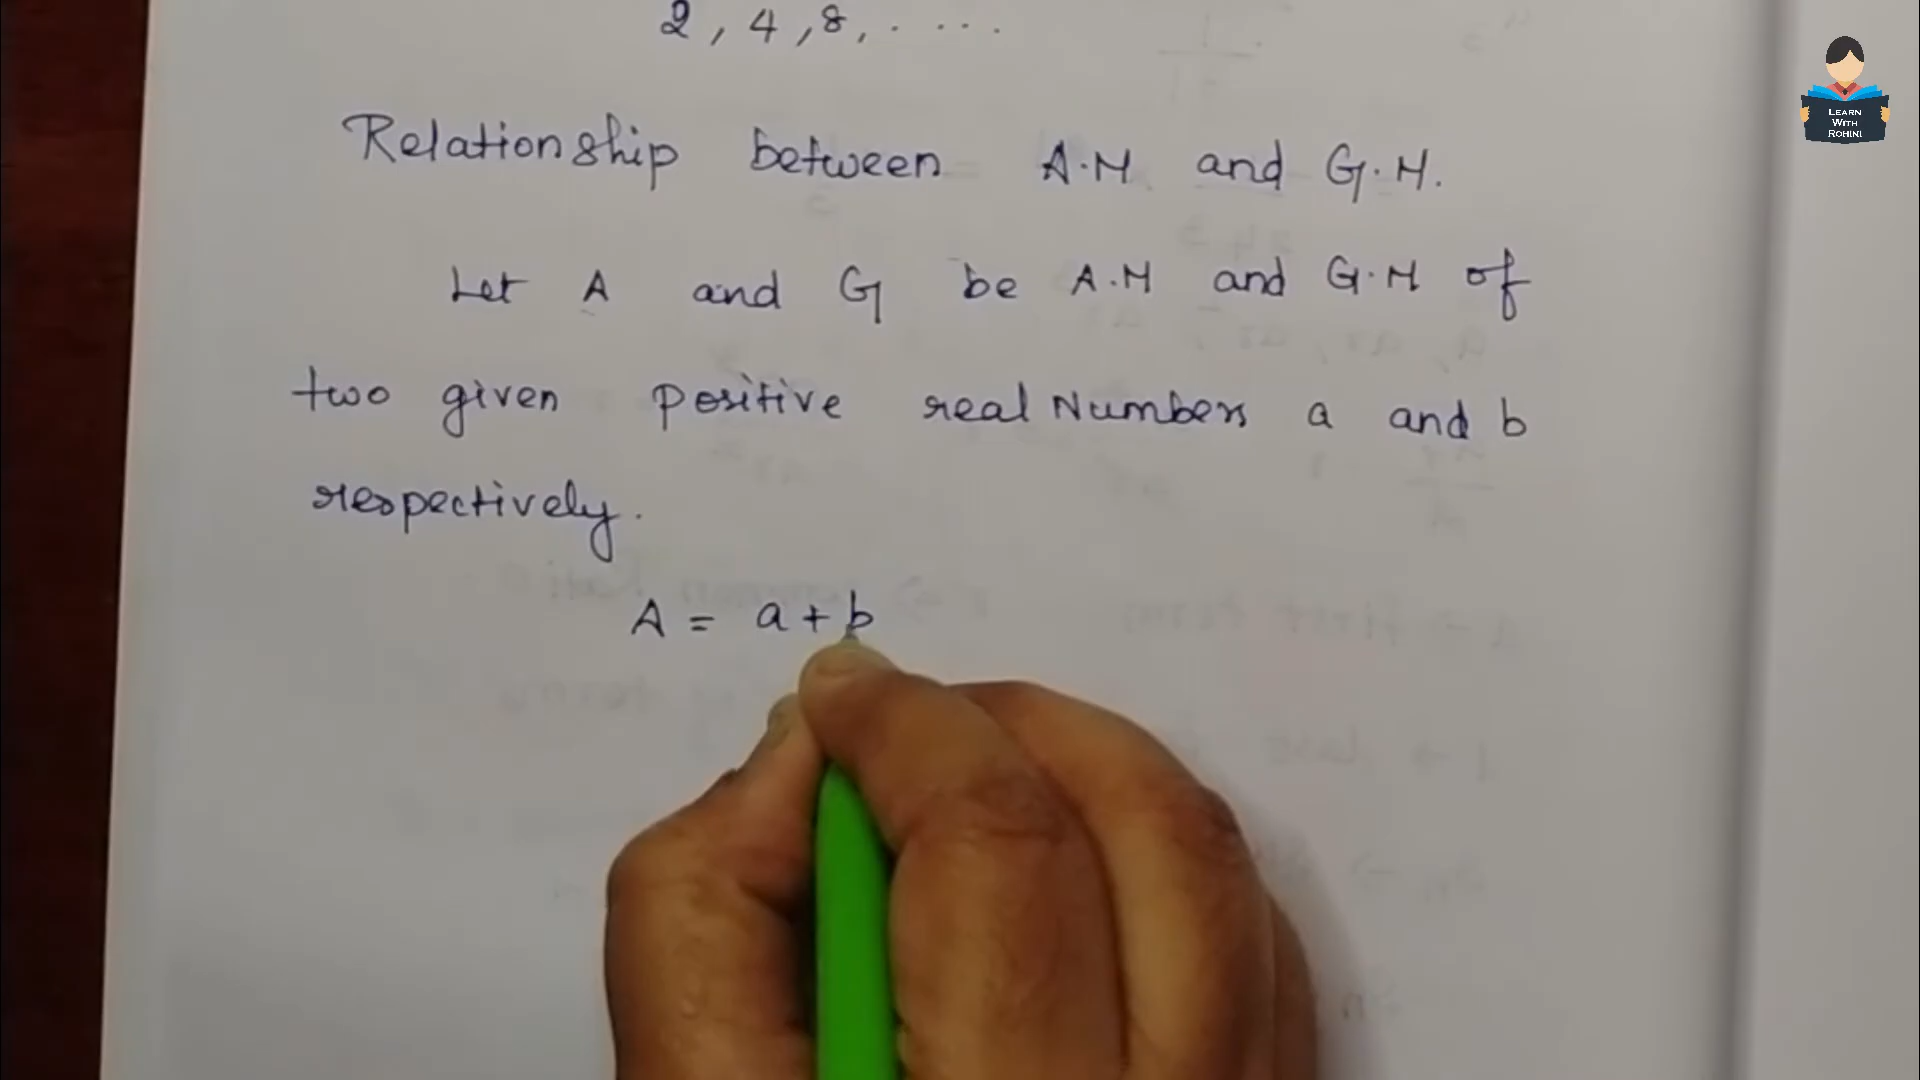 2, 4, 8, . . . .
Relationship between A.M and G.M.
Let A and G be A.M and G.M of
two given positive real Numbers a and b
respectively.
A = a+b
LEARN
WITH
ROHINI